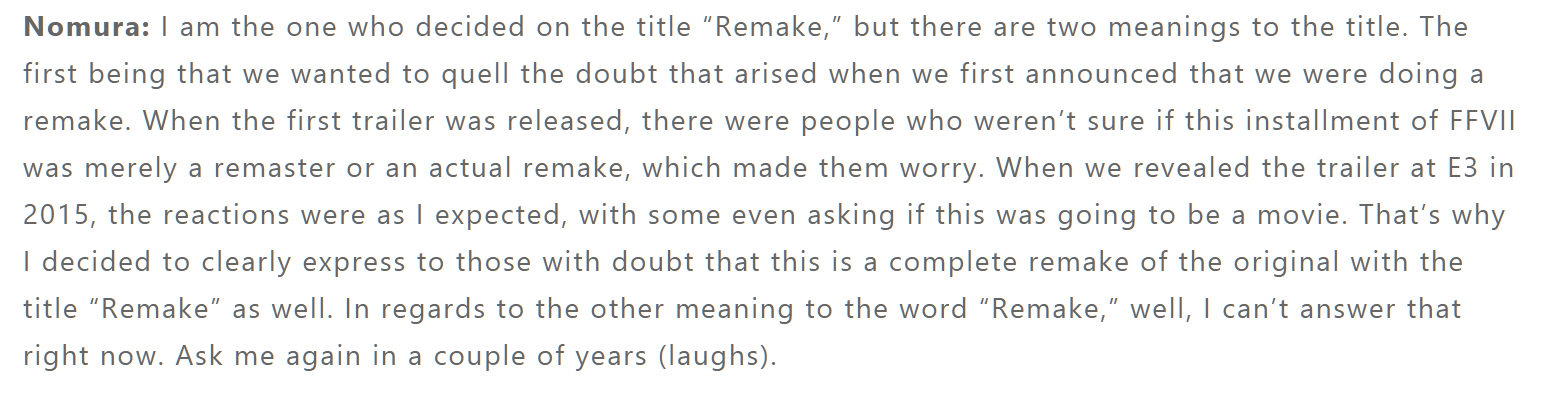 Nomura: I am the one who decided on the title “Remake,” but there are two meanings to the title. The
first being that we wanted to quell the doubt that arised when we first announced that we were doing a
remake. When the first trailer was released, there were people who weren’t sure if this installment of FFVII
was merely a remaster or an actual remake, which made them worry. When we revealed the trailer at E3 in
2015, the reactions were as I expected, with some even asking if this was going to be a movie. That’s why
I decided to clearly express to those with doubt that this is a complete remake of the original with the
title “Remake” as well. In regards to the other meaning to the word “Remake,” well, I can’t answer that
right now. Ask me again in a couple of years (laughs).